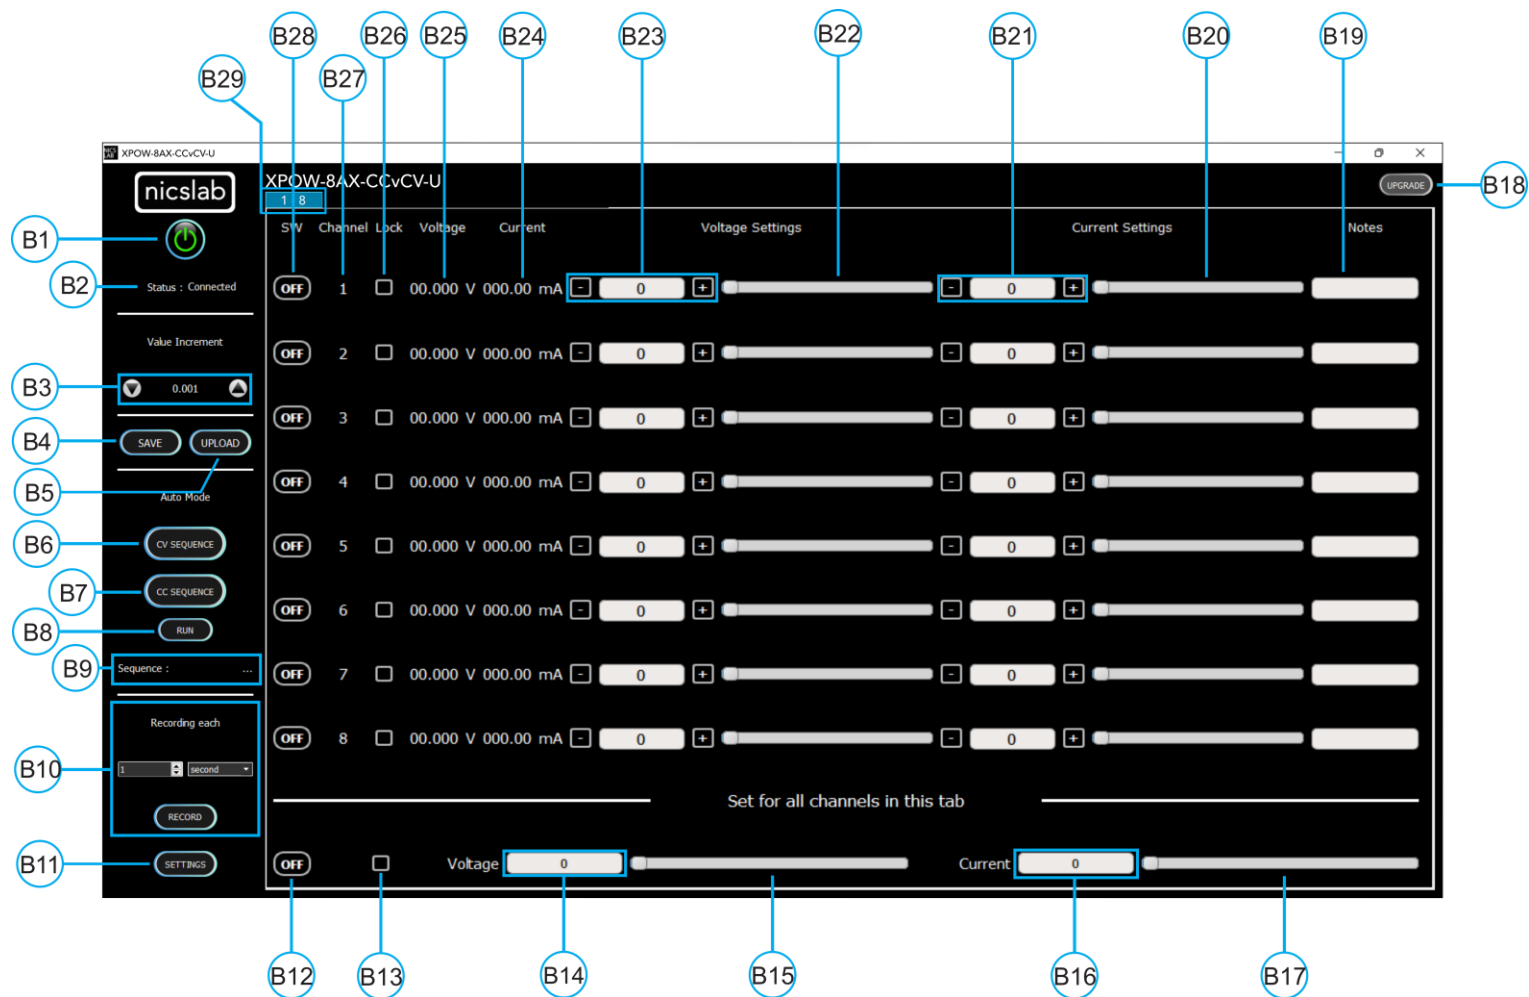 B28 B26 B25 B24 B23 B22 B21 B20 B19
B29 B27
NICS LAB XPOW-8AX-CCvCV-U
nicslab XPOW-8AX-CCvCV-U UPGRADE B18
1 8
B1 SW Channel Lock Voltage Current Voltage Settings Current Settings Notes
B2 Status : Connected OFF 1 00.000 V 000.00 mA - 0 + - 0 +
Value Increment OFF 2 00.000 V 000.00 mA - 0 + - 0 +
B3 0.001
OFF 3 00.000 V 000.00 mA - 0 + - 0 +
B4 SAVE UPLOAD
B5 Auto Mode OFF 4 00.000 V 000.00 mA - 0 + - 0 +
B6 CV SEQUENCE OFF 5 00.000 V 000.00 mA - 0 + - 0 +
B7 CC SEQUENCE
B8 RUN OFF 6 00.000 V 000.00 mA - 0 + - 0 +
B9 Sequence : ... OFF 7 00.000 V 000.00 mA - 0 + - 0 +
Recording each OFF 8 00.000 V 000.00 mA - 0 + - 0 +
B10 1 second
Set for all channels in this tab
RECORD
B11 SETTINGS OFF Voltage 0 Current 0
B12 B13 B14 B15 B16 B17